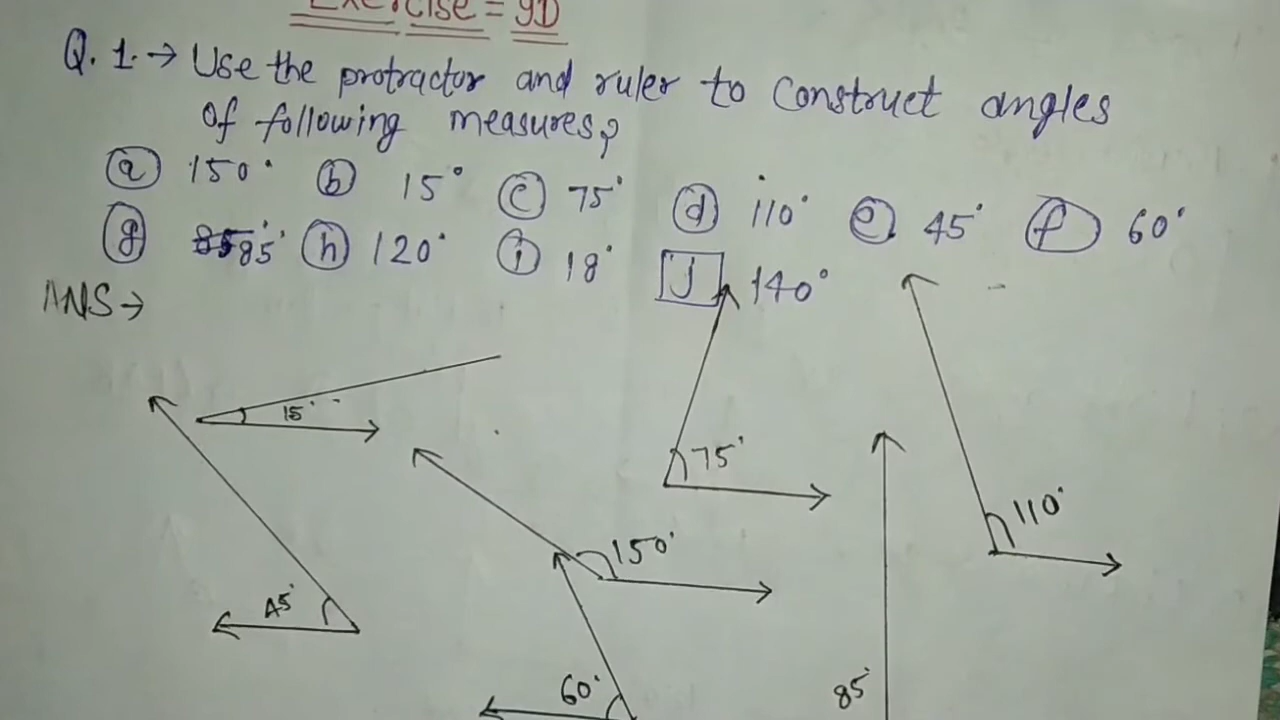 Exercise = 9D
Q. 1. → Use the protractor and ruler to construct angles
of following measures?
(a) 150° (b) 15° (c) 75° (d) 110° (e) 45° (f) 60°
(g) 85° (h) 120° (i) 18° J 140°
ANS →
15°
75°
110°
150°
45°
60°
85°